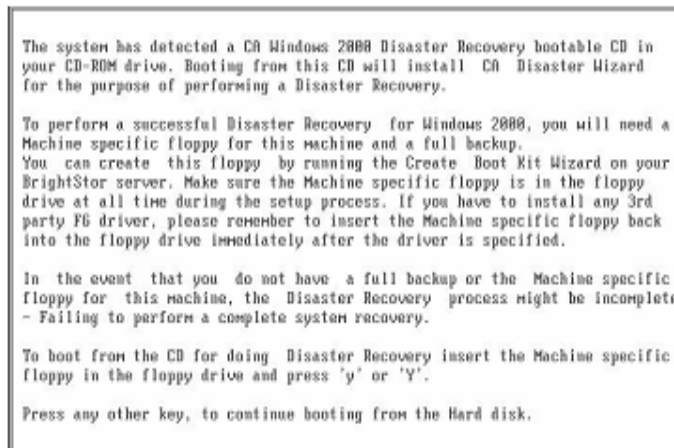 The system has detected a CA Windows 2000 Disaster Recovery bootable CD in
your CD-ROM drive. Booting from this CD will install CA Disaster Wizard
for the purpose of performing a Disaster Recovery.
To perform a successful Disaster Recovery for Windows 2000, you will need a
Machine specific floppy for this machine and a full backup.
You can create this floppy by running the Create Boot Kit Wizard on your
BrightStor server. Make sure the Machine specific floppy is in the floppy
drive at all time during the setup process. If you have to install any 3rd
party F6 driver, please remember to insert the Machine specific floppy back
into the floppy drive immediately after the driver is specified.
In the event that you do not have a full backup or the Machine specific
floppy for this machine, the Disaster Recovery process might be incomplete
- Failing to perform a complete system recovery.
To boot from the CD for doing Disaster Recovery insert the Machine specific
floppy in the floppy drive and press 'y' or 'Y'.
Press any other key, to continue booting from the Hard disk.